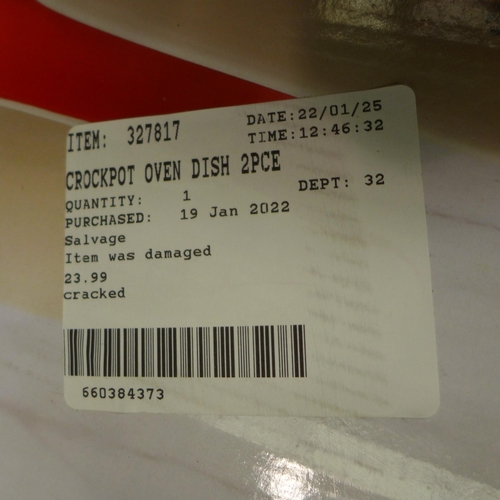 ITEM: 327817 DATE:22/01/25
TIME:12:46:32
CROCKPOT OVEN DISH 2PCE
QUANTITY: 1 DEPT: 32
PURCHASED: 19 Jan 2022
Salvage
Item was damaged
23.99
cracked
660384373